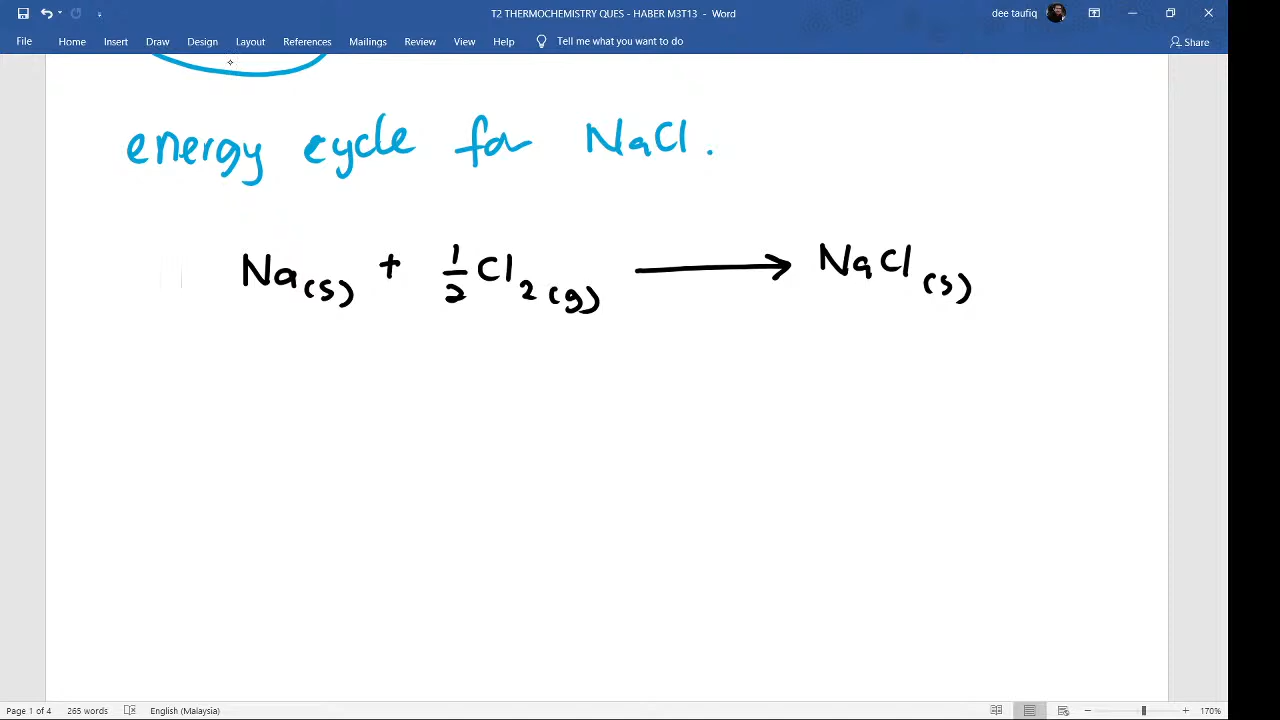 T2 THERMOCHEMISTRY QUES - HABER M3T13 - Word
dee taufiq
File Home Insert Draw Design Layout References Mailings Review View Help Tell me what you want to do Share
energy cycle for NaCl.
Na(s) + 1/2 Cl2(g) ⟶ NaCl(s)
Page 1 of 4 265 words English (Malaysia) 170%